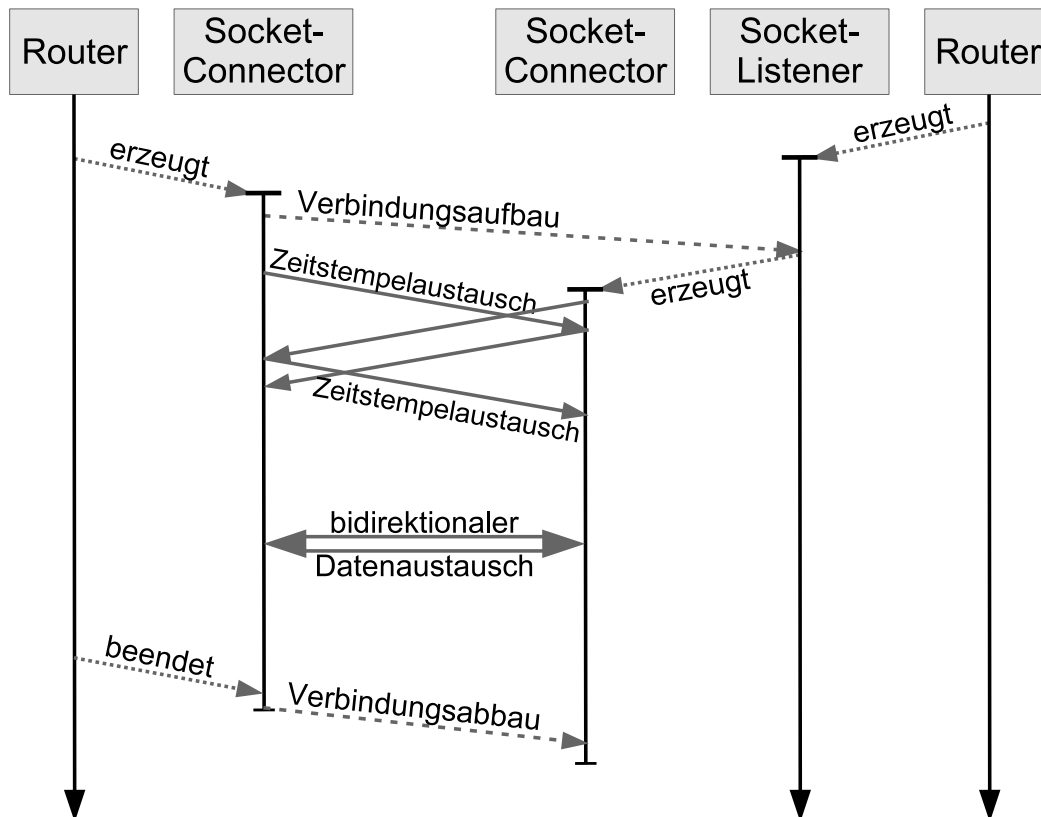 Router
Socket-
Connector
Socket-
Connector
Socket-
Listener
Router
erzeugt
erzeugt
Verbindungsaufbau
Zeitstempelaustausch
erzeugt
Zeitstempelaustausch
bidirektionaler
Datenaustausch
beendet
Verbindungsabbau